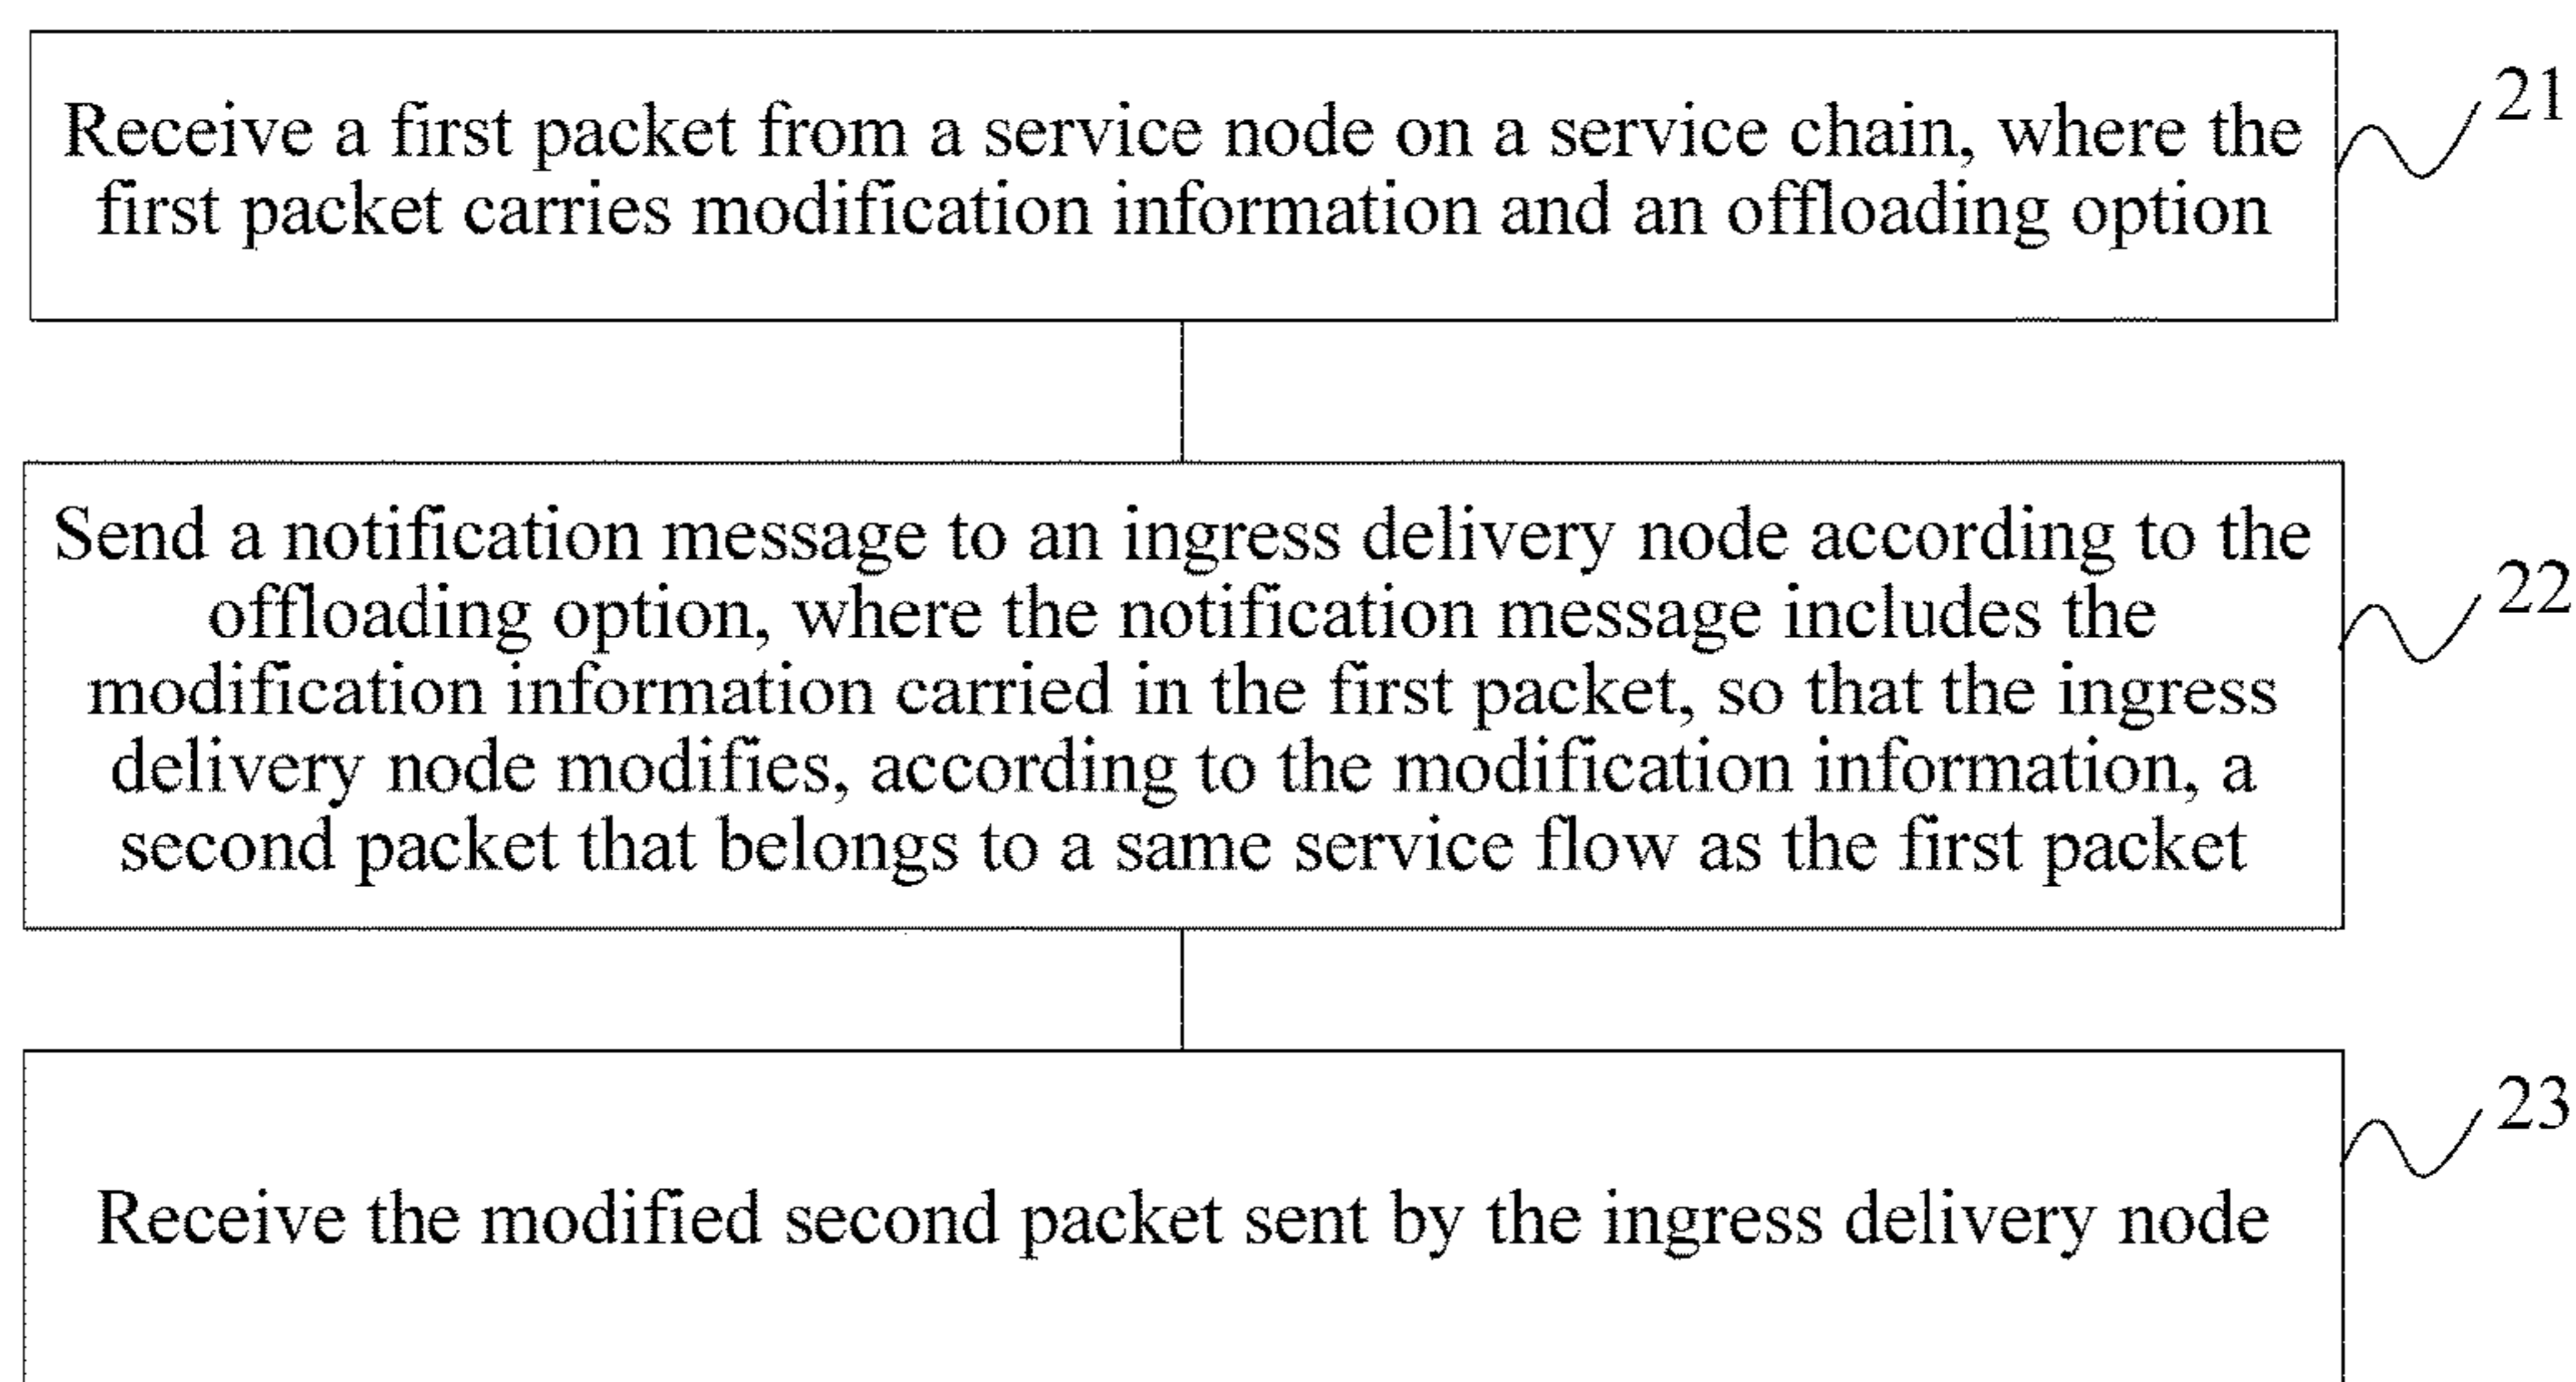 Receive a first packet from a service node on a service chain, where the
first packet carries modification information and an offloading option
21
Send a notification message to an ingress delivery node according to the
offloading option, where the notification message includes the
modification information carried in the first packet, so that the ingress
delivery node modifies, according to the modification information, a
second packet that belongs to a same service flow as the first packet
22
Receive the modified second packet sent by the ingress delivery node
23